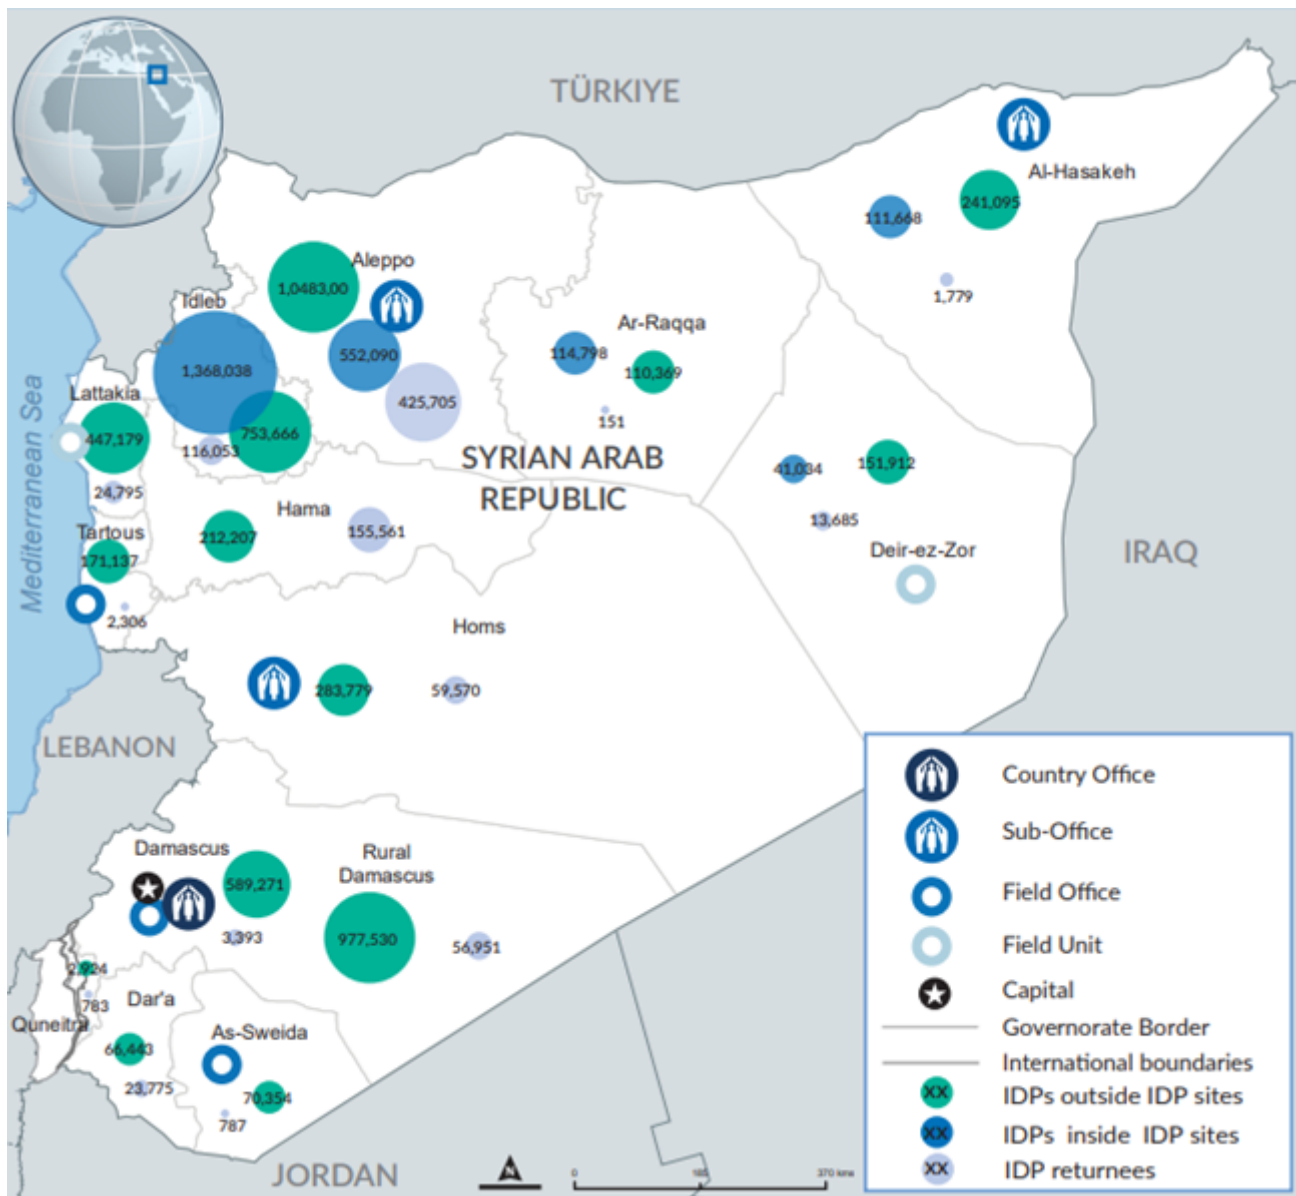 TÜRKIYE
Al-Hasakeh
241,095
111,668
1,779
Aleppo
1,0483,00
Idleb
552,090
1,368,038
425,705
Ar-Raqqa
114,798
110,369
151
Lattakia
447,179
753,666
116,053
24,795
Mediterranean Sea
SYRIAN ARAB
REPUBLIC
41,034
151,912
13,685
Deir-ez-Zor
IRAQ
Hama
212,207
155,561
Tartous
171,137
2,306
Homs
283,779
59,570
LEBANON
Damascus
589,271
3,393
Rural
Damascus
977,530
56,951
2,924
783
Quneitra
Dar'a
66,443
23,775
As-Sweida
70,354
787
JORDAN
N
0
185
370 kms
Country Office
Sub-Office
Field Office
Field Unit
Capital
Governorate Border
International boundaries
XX
IDPs outside IDP sites
XX
IDPs inside IDP sites
XX
IDP returnees